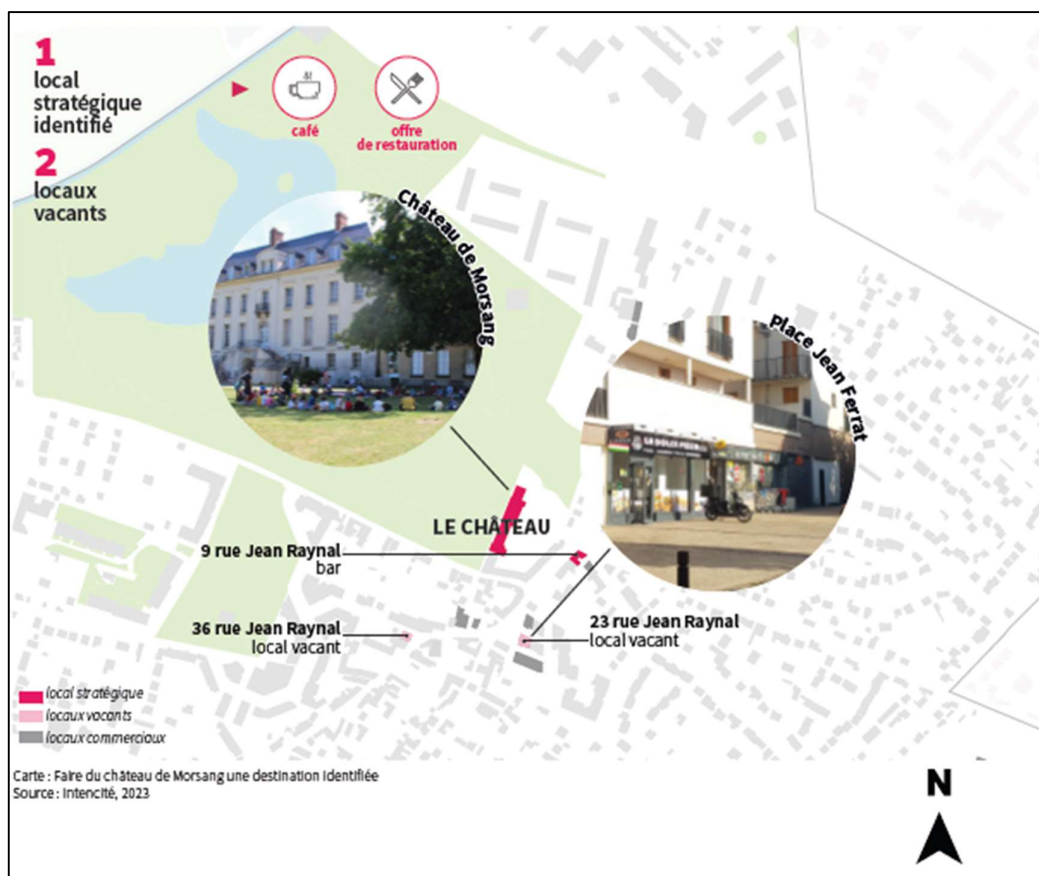 1
local
stratégique
identifié
2
locaux
vacants
café
offre
de restauration
Château de Morsang
Place Jean Ferrat
LA DOLCE PIZZA
LE CHÂTEAU
9 rue Jean Raynal
bar
36 rue Jean Raynal
local vacant
23 rue Jean Raynal
local vacant
local stratégique
locaux vacants
locaux commerciaux
Carte : Faire du château de Morsang une destination identifiée
Source : Intencité, 2023
N